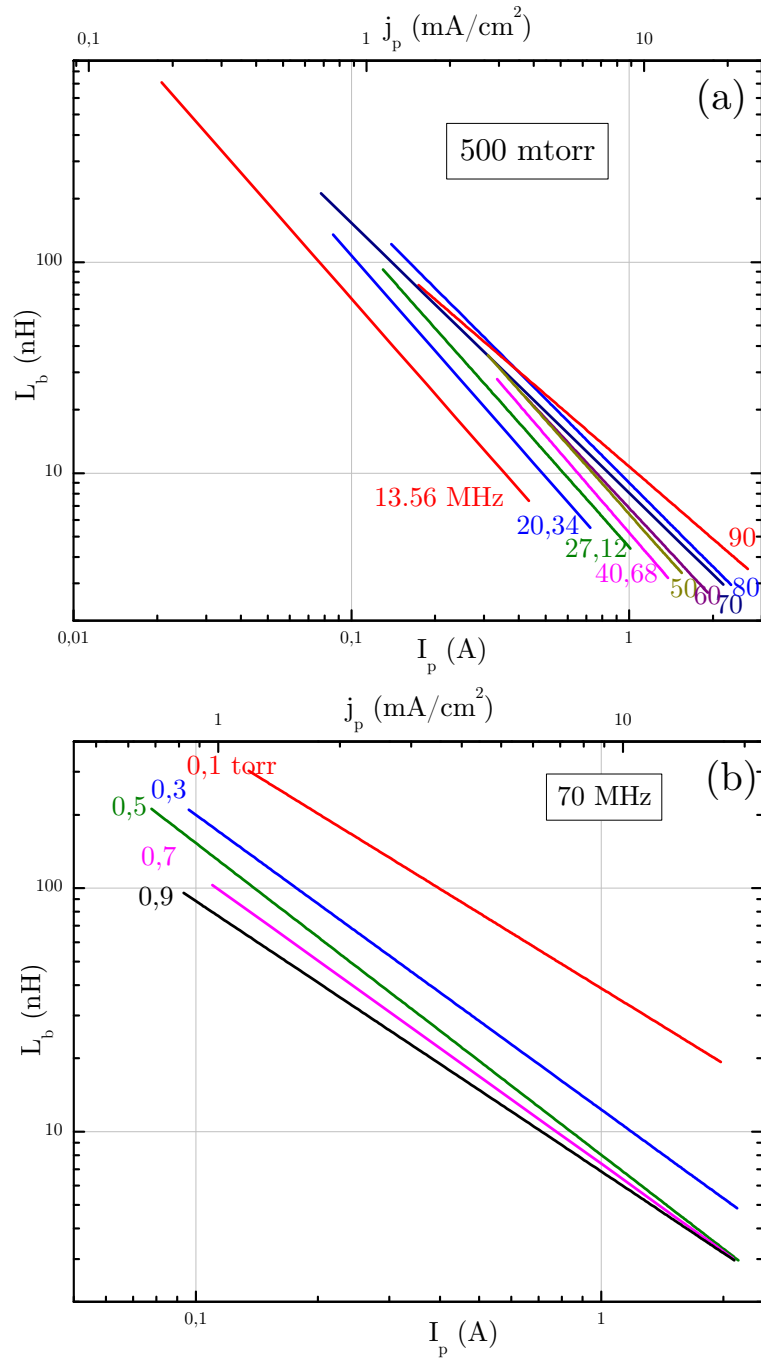 j_p (mA/cm^2)
0,1 1 10
(a)
500 mtorr
100
10
L_b (nH)
13.56 MHz
20,34
27,12
40,68
50
60
70
80
90
0,01 0,1 1
I_p (A)
j_p (mA/cm^2)
1 10
0,1 torr
(b)
0,3
70 MHz
0,5
0,7
0,9
100
10
L_b (nH)
0,1 1
I_p (A)